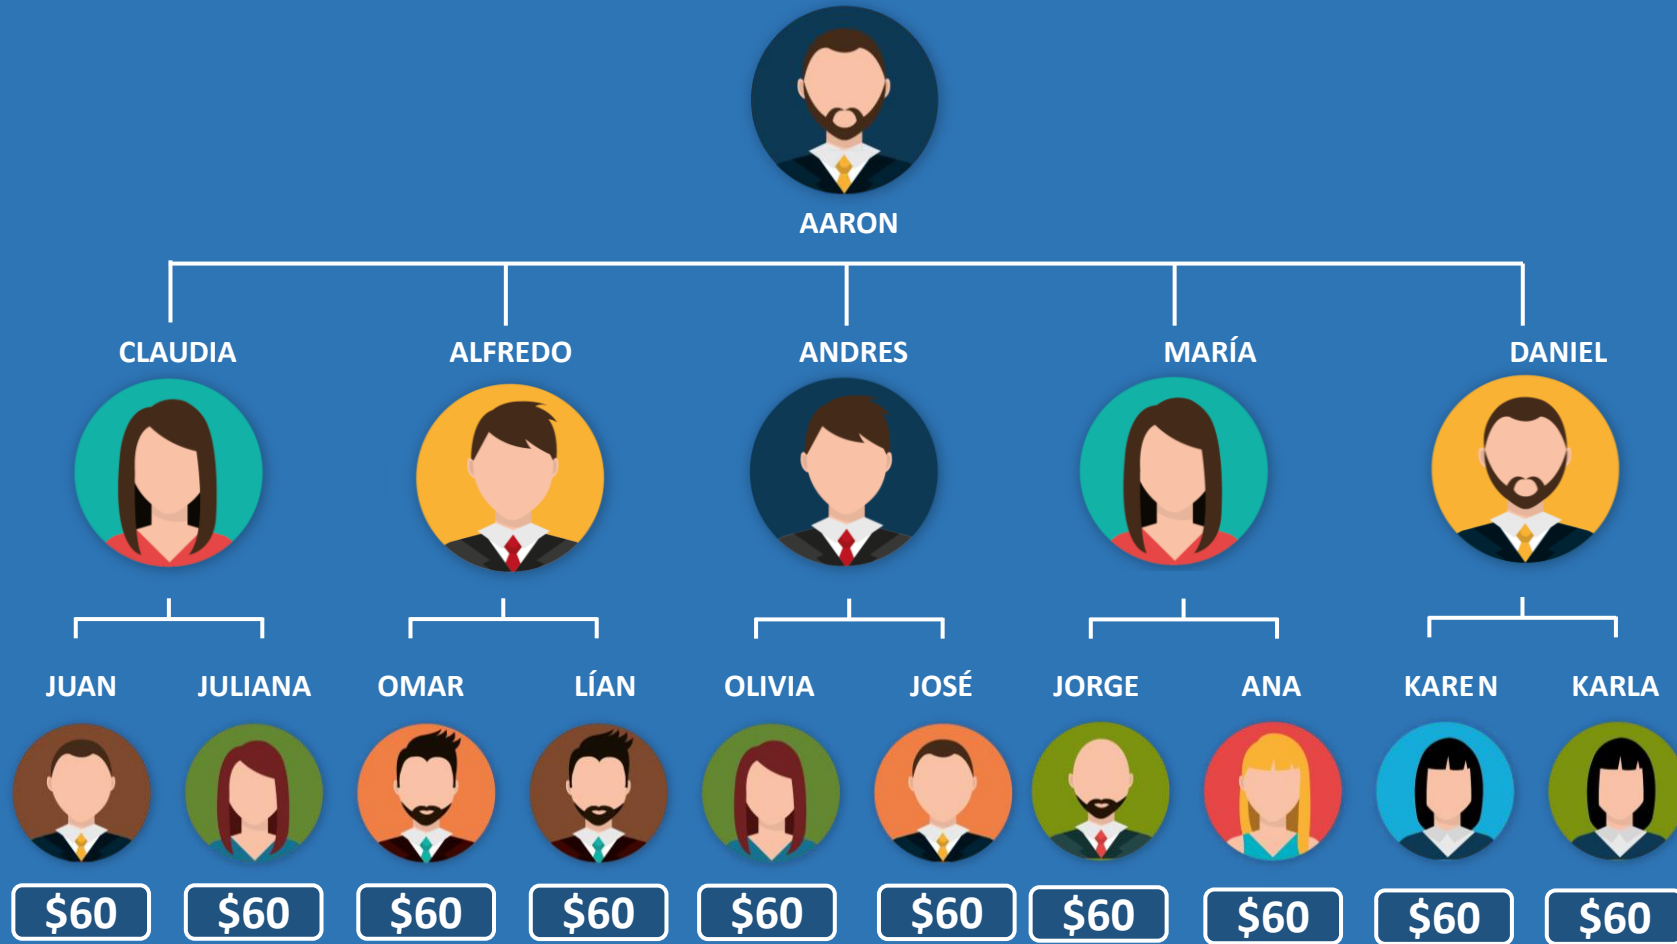 AARON
CLAUDIA ALFREDO ANDRES MARÍA DANIEL
JUAN JULIANA OMAR LÍAN OLIVIA JOSÉ JORGE ANA KAREN KARLA
$60 $60 $60 $60 $60 $60 $60 $60 $60 $60